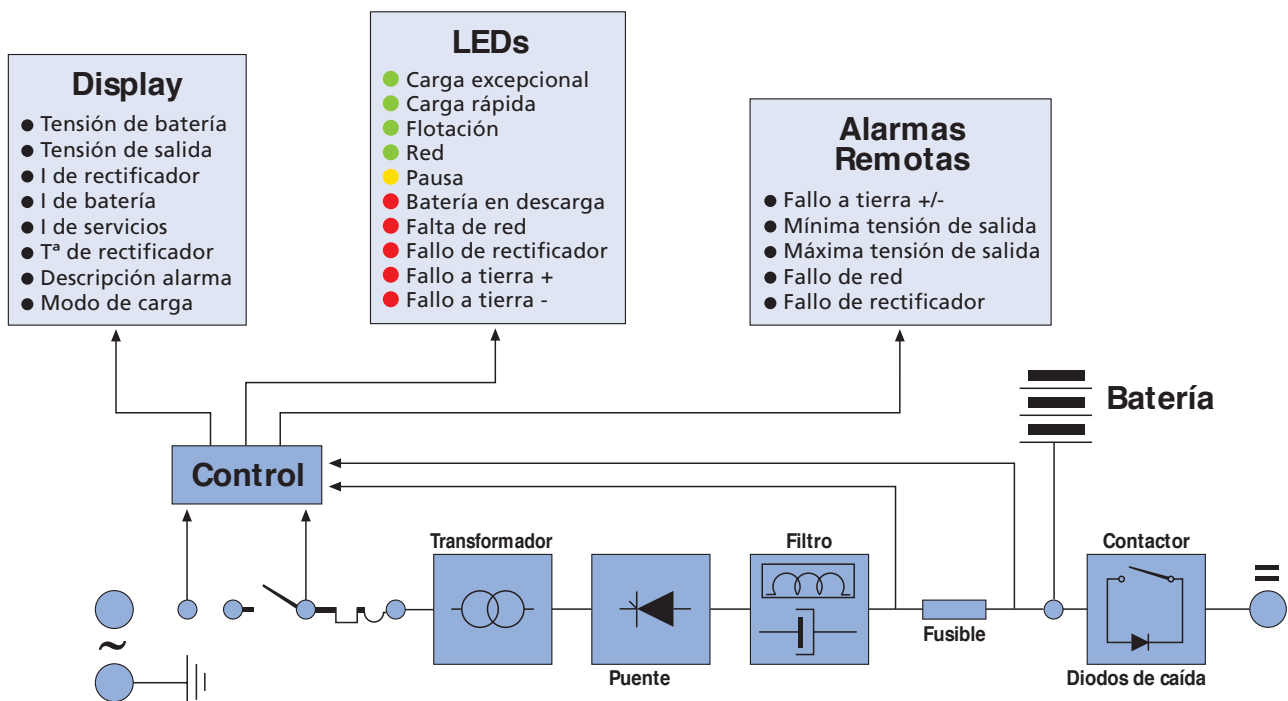 Display
Tensión de batería
Tensión de salida
I de rectificador
I de batería
I de servicios
Tª de rectificador
Descripción alarma
Modo de carga
LEDs
Carga excepcional
Carga rápida
Flotación
Red
Pausa
Batería en descarga
Falta de red
Fallo de rectificador
Fallo a tierra +
Fallo a tierra -
Alarmas
Remotas
Fallo a tierra +/-
Mínima tensión de salida
Máxima tensión de salida
Fallo de red
Fallo de rectificador
Batería
Control
Transformador
Filtro
Contactor
=
~
Fusible
Puente
Diodos de caída